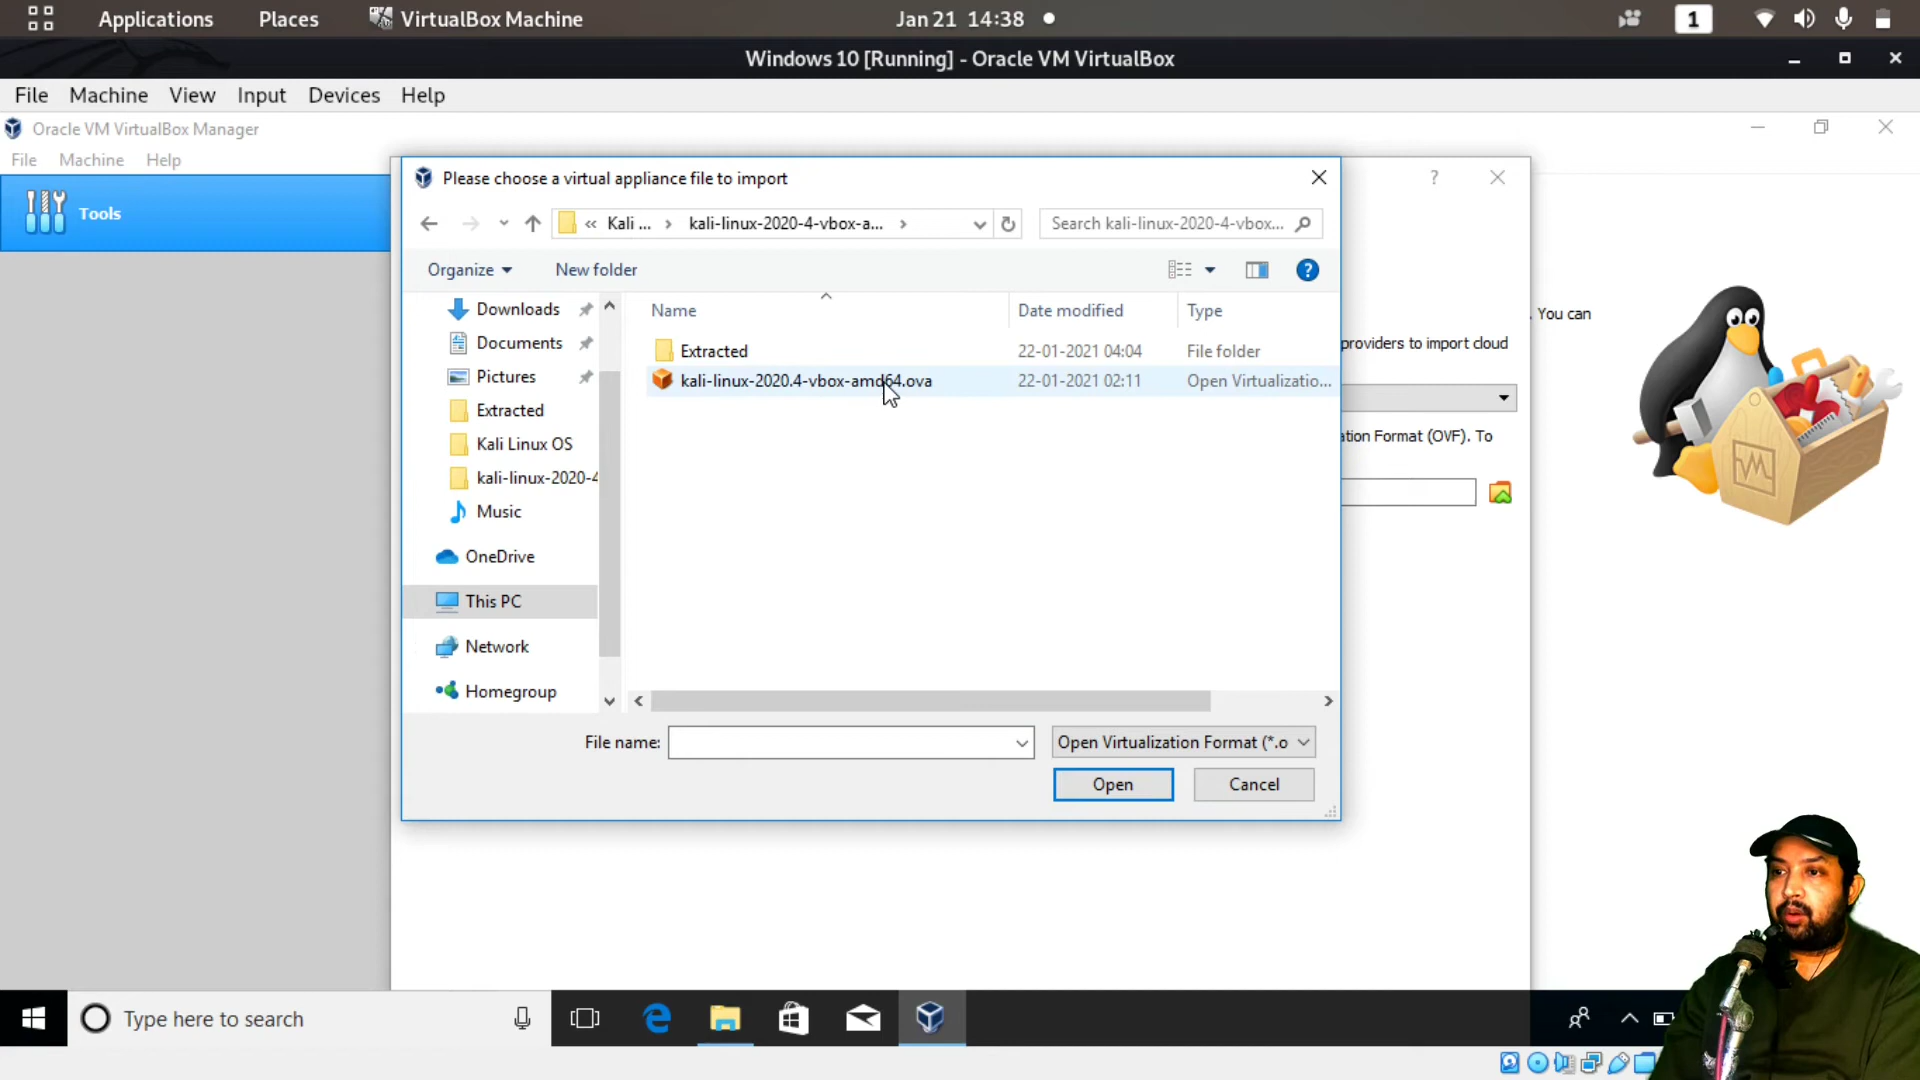 Applications Places VirtualBox Machine Jan 21 14:38 1
Windows 10 [Running] - Oracle VM VirtualBox
File Machine View Input Devices Help
Oracle VM VirtualBox Manager
File Machine Help
Tools
Please choose a virtual appliance file to import
« Kali ... › kali-linux-2020-4-vbox-a... ›
Search kali-linux-2020-4-vbox...
Organize New folder
Name Date modified Type
Extracted 22-01-2021 04:04 File folder
kali-linux-2020.4-vbox-amd64.ova 22-01-2021 02:11 Open Virtualizatio...
Downloads
Documents
Pictures
Extracted
Kali Linux OS
kali-linux-2020-4
Music
OneDrive
This PC
Network
Homegroup
File name:
Open Virtualization Format (*.o
Open Cancel
. You can
providers to import cloud
ation Format (OVF). To
Type here to search